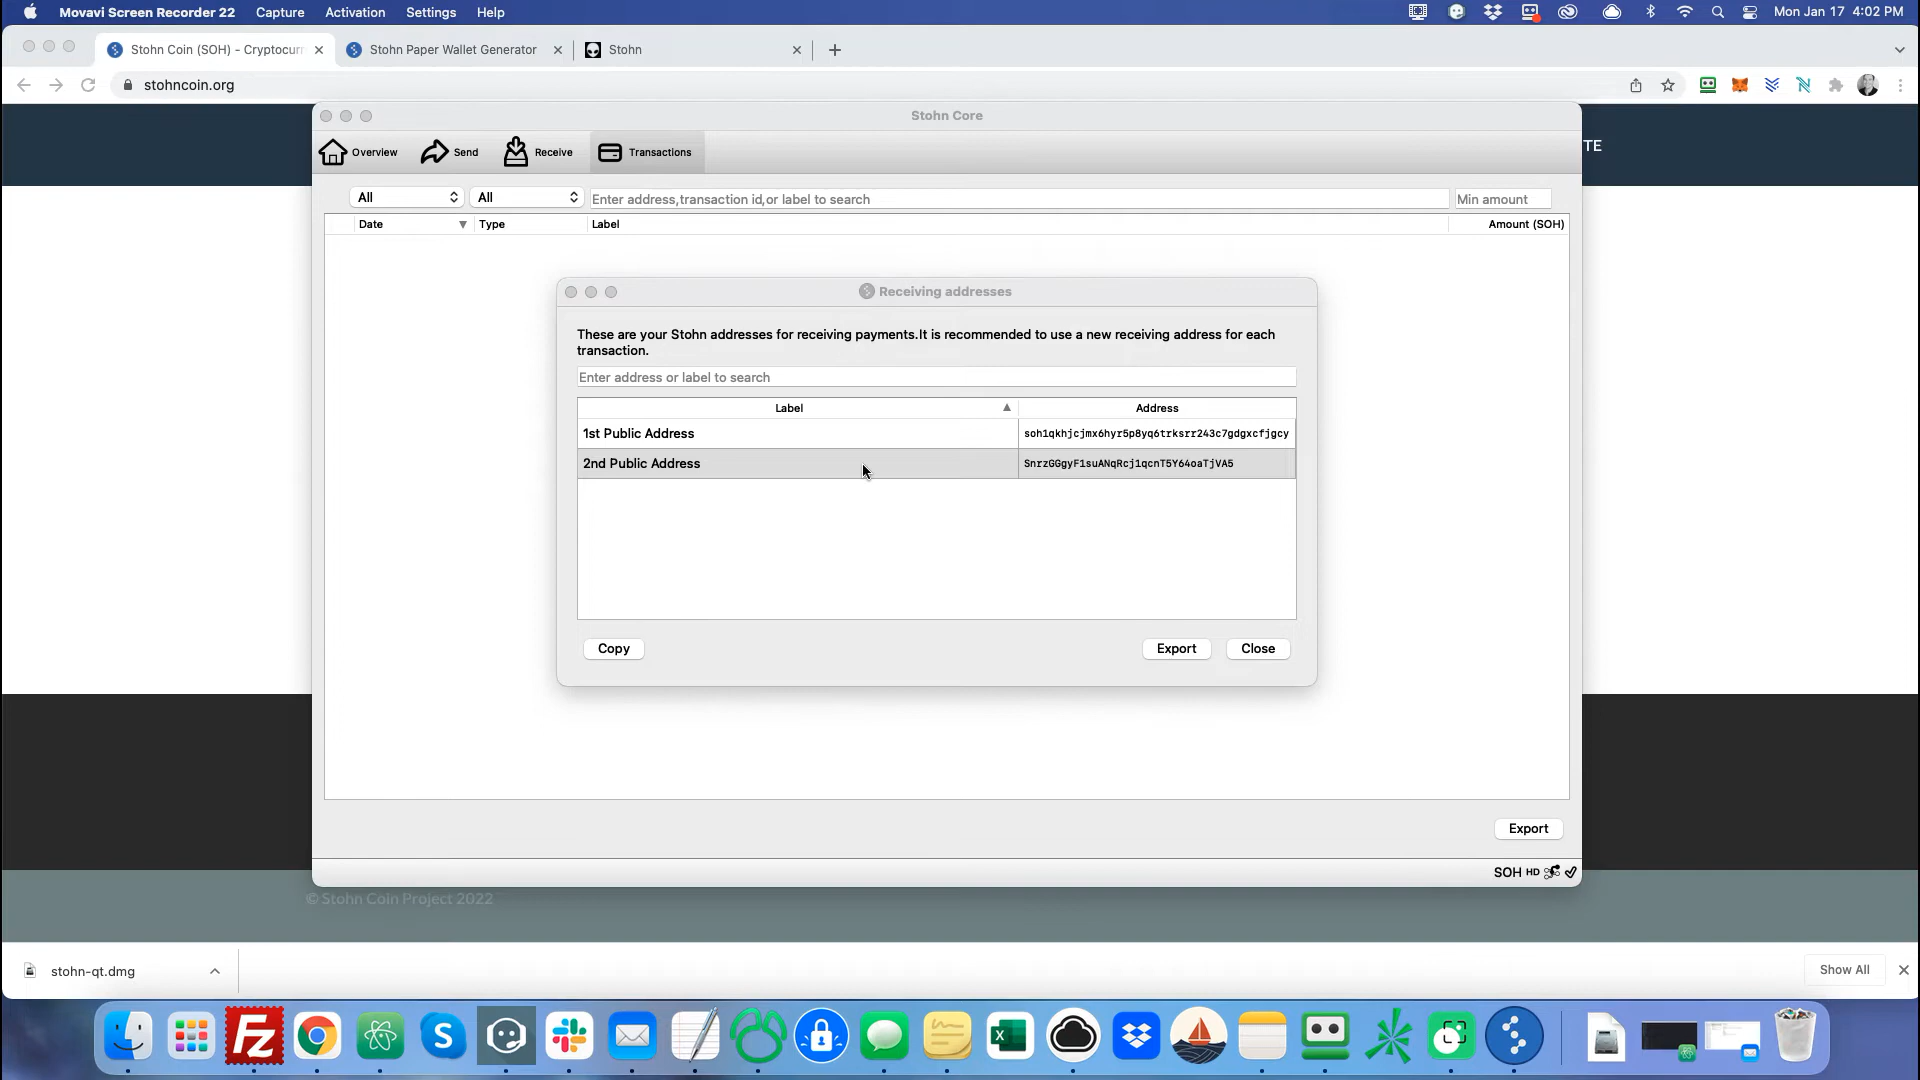 Movavi Screen Recorder 22 Capture Activation Settings Help Mon Jan 17 4:02 PM
Stohn Coin (SOH) - Cryptocurr Stohn Paper Wallet Generator Stohn
stohncoin.org
Stohn Core
Overview Send Receive Transactions
TE
All All Enter address,transaction id,or label to search Min amount
Date Type Label Amount (SOH)
Receiving addresses
These are your Stohn addresses for receiving payments.It is recommended to use a new receiving address for each
transaction.
Enter address or label to search
Label Address
1st Public Address soh1qkhjcjmx6hyr5p8yq6trksrr243c7gdgxcfjgcy
2nd Public Address SnrzGGgyF1suANqRcj1qcnT5Y64oaTjVA5
Copy Export Close
Export
SOH HD
© Stohn Coin Project 2022
stohn-qt.dmg Show All